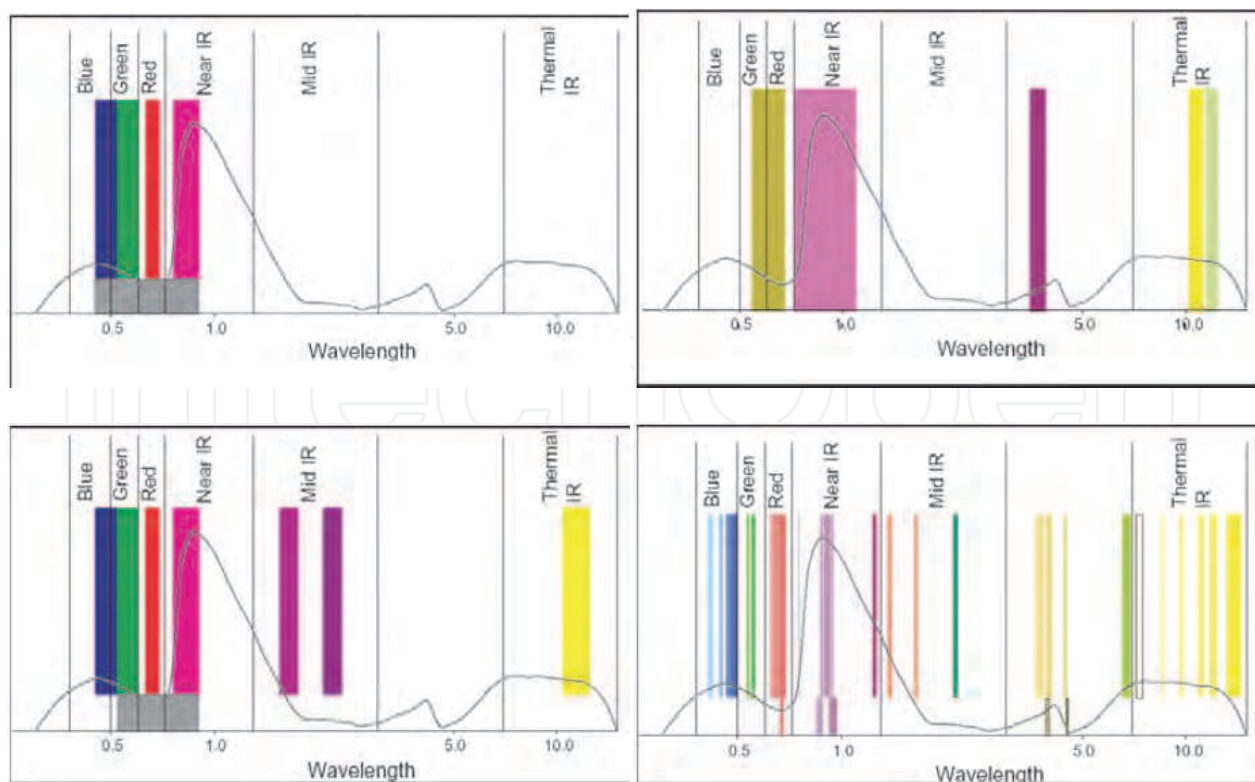 Blue
Green
Red
Near IR
Mid IR
Thermal
IR
0.5
1.0
5.0
10.0
Wavelength
Blue
Green
Red
Near IR
Mid IR
Thermal
IR
0.5
1.0
5.0
10.0
Wavelength
Blue
Green
Red
Near IR
Mid IR
Thermal
IR
0.5
1.0
5.0
10.0
Wavelength
Blue
Green
Red
Near IR
Mid IR
Thermal
IR
0.5
1.0
5.0
10.0
Wavelength